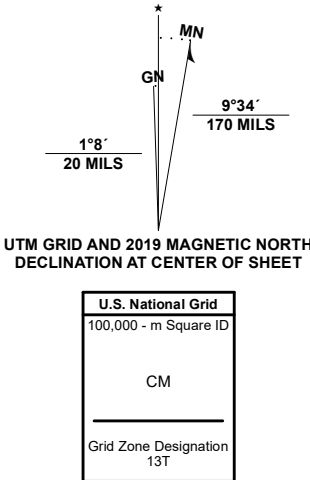 ★
MN
GN
9°34´
170 MILS
1°8´
20 MILS
UTM GRID AND 2019 MAGNETIC NORTH
DECLINATION AT CENTER OF SHEET
U.S. National Grid
100,000 - m Square ID
CM
Grid Zone Designation
13T